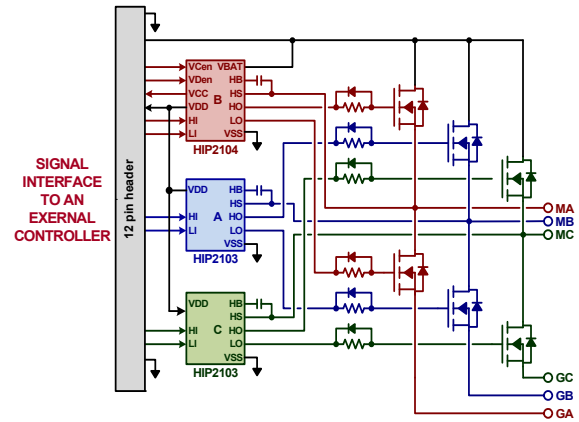 SIGNAL
INTERFACE
TO AN
EXERNAL
CONTROLLER
12 pin header
VCen VBAT
VDen HB
VCC B HS
VDD HO
HI LO
LI VSS
HIP2104
VDD HB
HS
HI A HO
LI LO
VSS
HIP2103
VDD HB
HS
HI C HO
LI LO
VSS
HIP2103
MA
MB
MC
GC
GB
GA